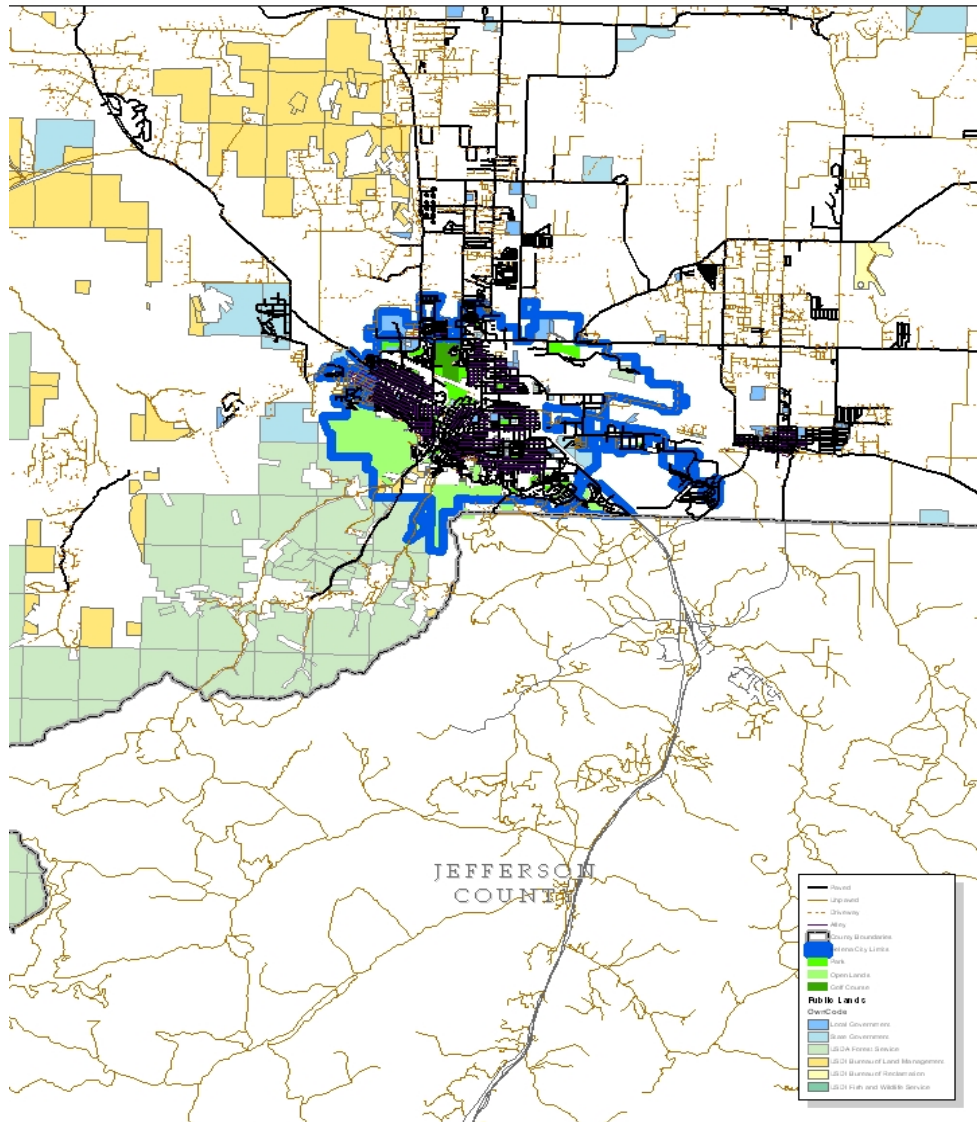 JEFFERSON
COUNTY
Paved
Unpaved
Driveway
Alley
County Boundaries
Helena City Limits
Park
Open Lands
Golf Course
Public Lands
OwnCode
Local Government
State Government
USDA Forest Service
USDI Bureau of Land Management
USDI Bureau of Reclamation
USDI Fish and Wildlife Service